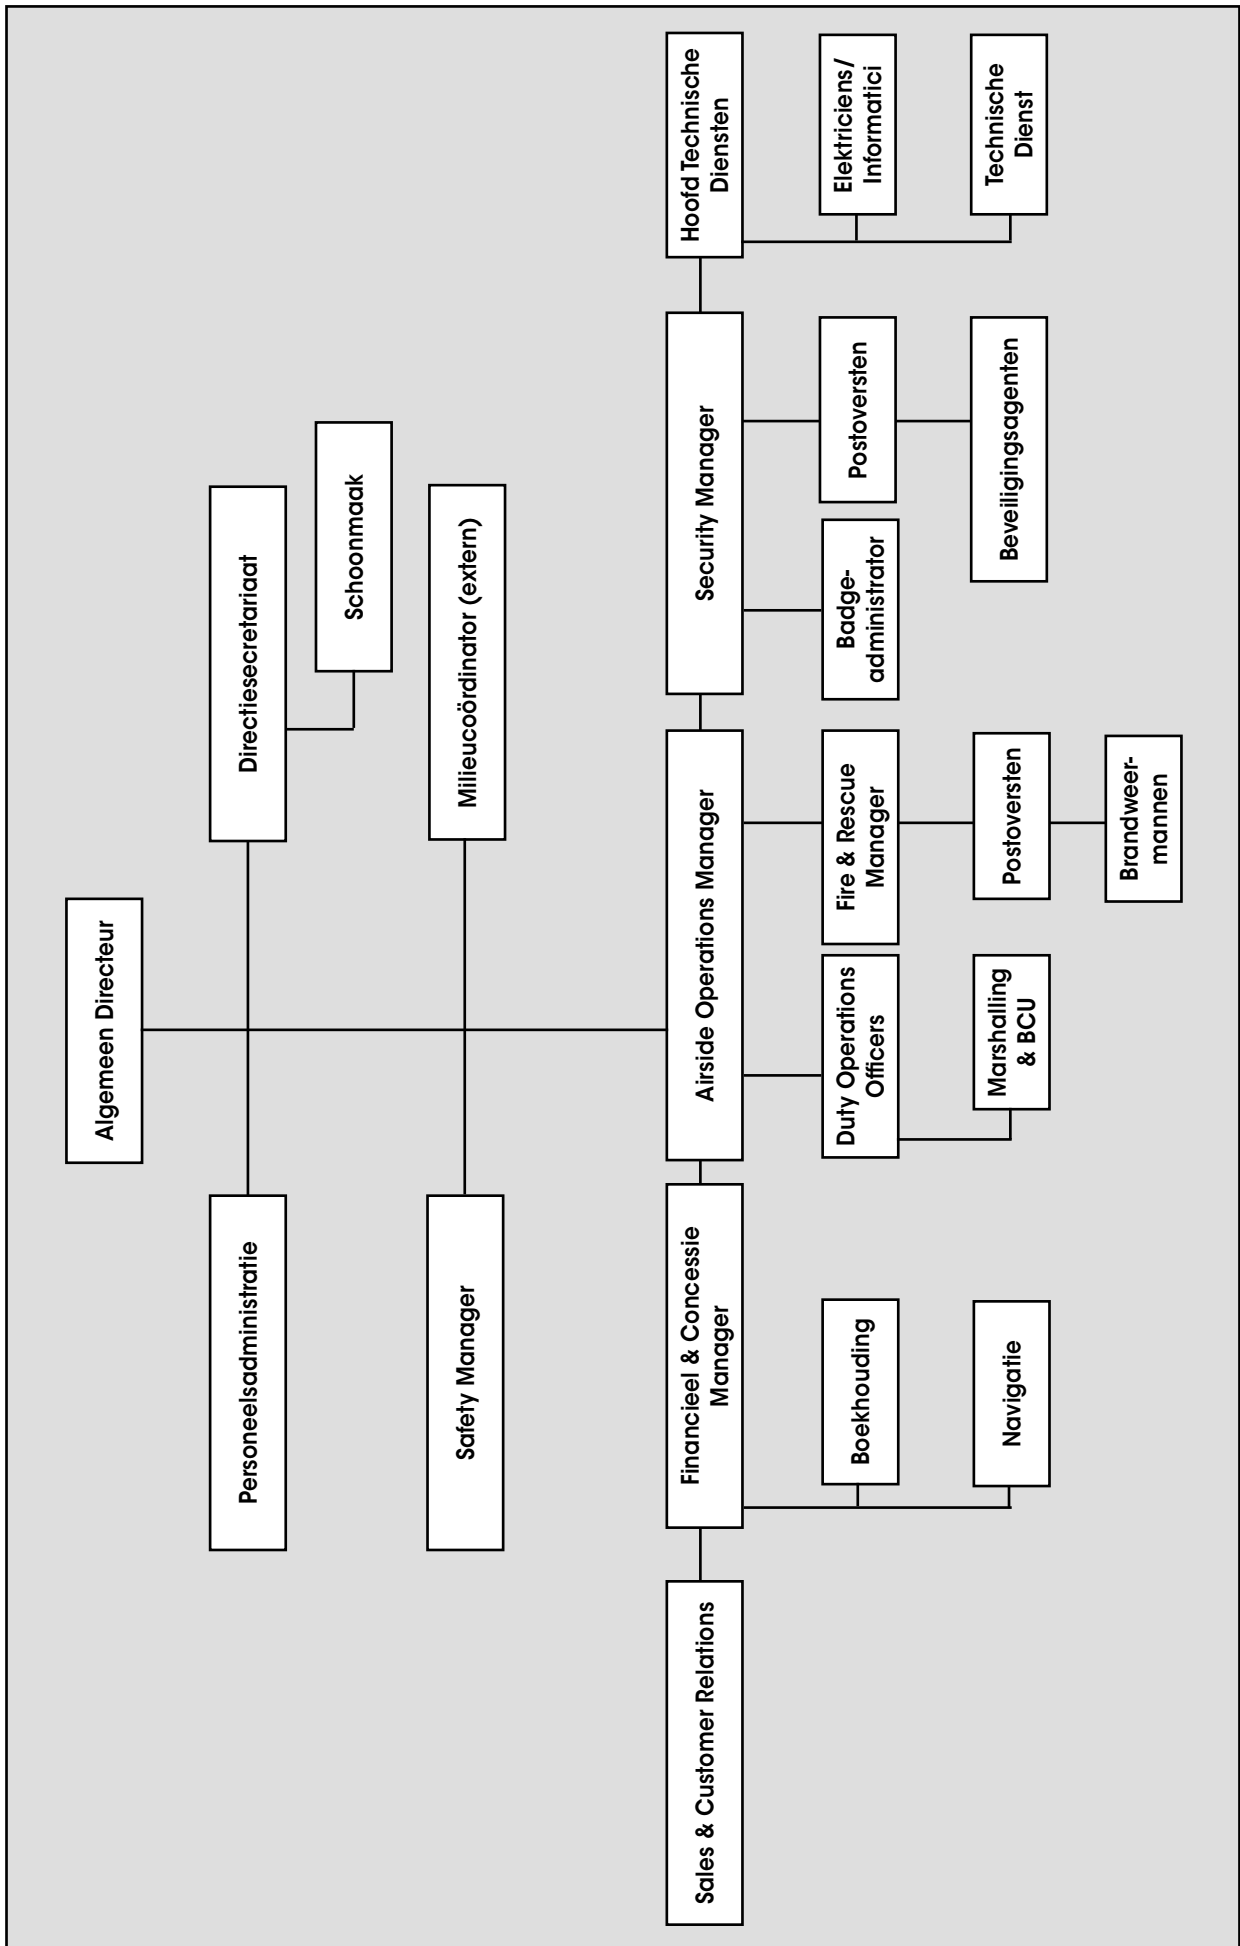 Algemeen Directeur
Personeelsadministratie
Directiesecretariaat
Schoonmaak
Safety Manager
Milieucoördinator (extern)
Sales & Customer Relations
Financieel & Concessie
Manager
Airside Operations Manager
Security Manager
Hoofd Technische
Diensten
Boekhouding
Navigatie
Duty Operations
Officers
Marshalling
& BCU
Fire & Rescue
Manager
Postoversten
Brandweer-
mannen
Badge-
administrator
Postoversten
Beveiligingsagenten
Elektriciens/
Informatici
Technische
Dienst